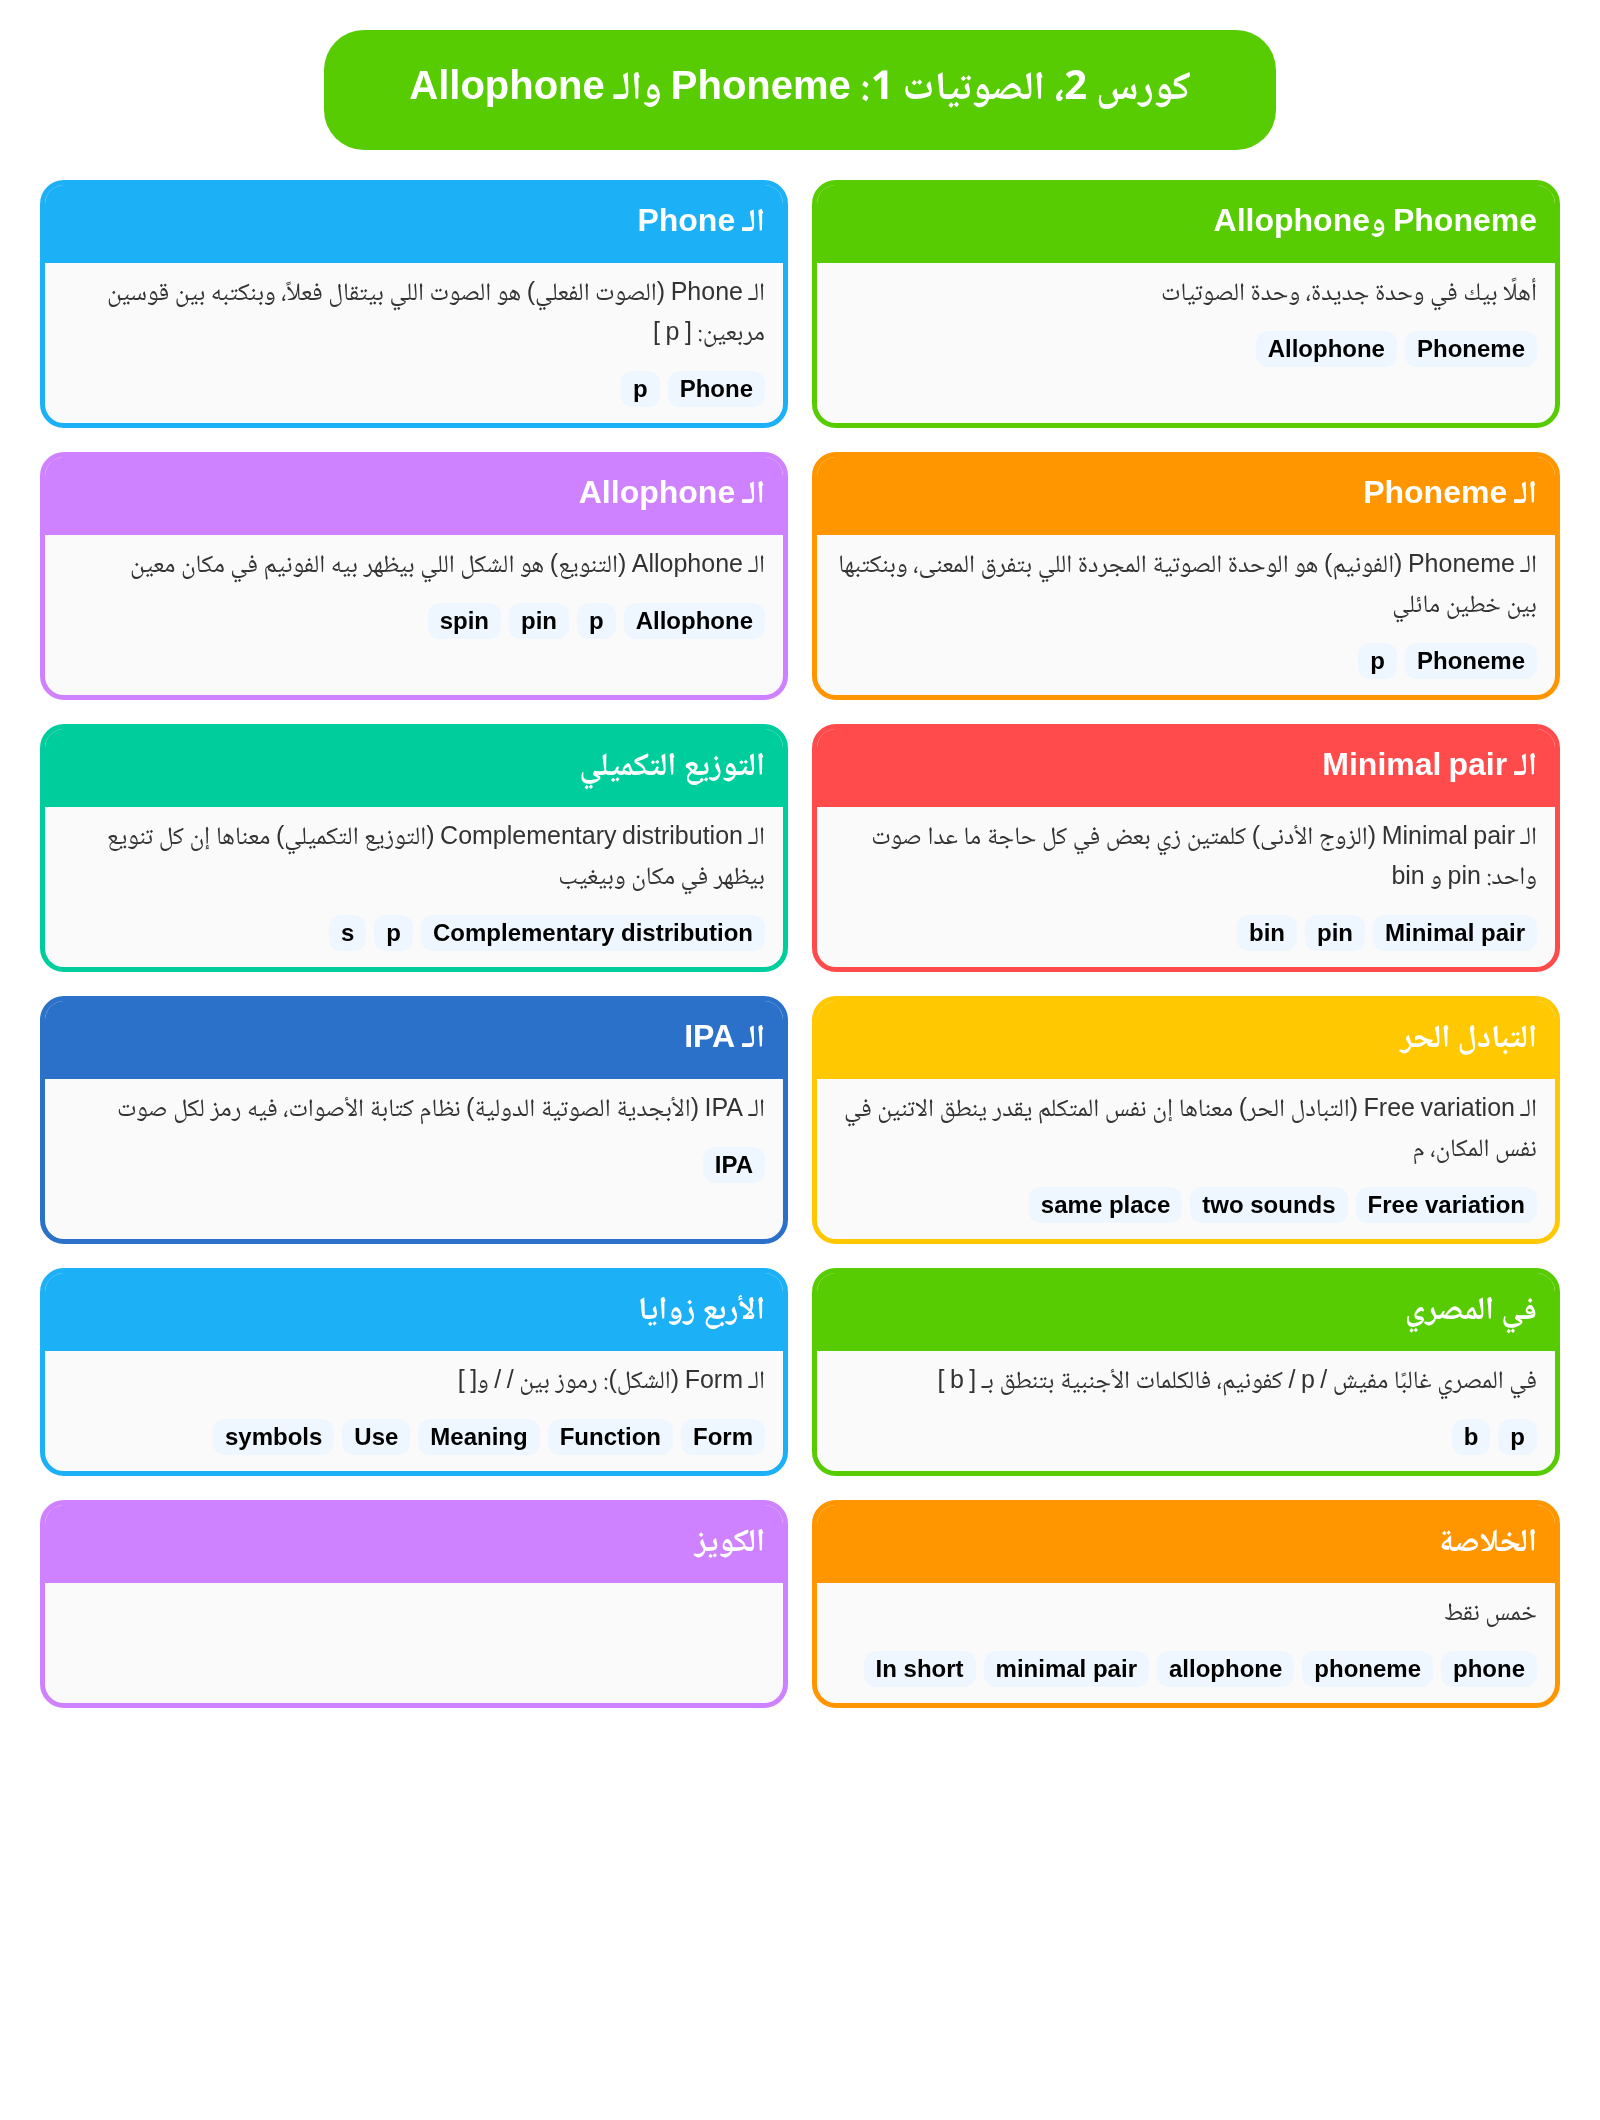 كورس 2، الصوتيات 1: Phoneme والـ Allophone
Phoneme وAllophone
أهلًا بيك في وحدة جديدة، وحدة الصوتيات
Phoneme Allophone
الـ Phone
الـ Phone (الصوت الفعلي) هو الصوت اللي بيتقال فعلاً، وبنكتبه بين قوسين
مربعين: [ p ]
Phone p
الـ Phoneme
الـ Phoneme (الفونيم) هو الوحدة الصوتية المجردة اللي بتفرق المعنى، وبنكتبها
بين خطين مائلي
Phoneme p
الـ Allophone
الـ Allophone (التنويع) هو الشكل اللي بيظهر بيه الفونيم في مكان معين
Allophone p pin spin
الـ Minimal pair
الـ Minimal pair (الزوج الأدنى) كلمتين زي بعض في كل حاجة ما عدا صوت
واحد: pin و bin
Minimal pair pin bin
التوزيع التكميلي
الـ Complementary distribution (التوزيع التكميلي) معناها إن كل تنويع
بيظهر في مكان وبيغيب
Complementary distribution p s
التبادل الحر
الـ Free variation (التبادل الحر) معناها إن نفس المتكلم يقدر ينطق الاتنين في
نفس المكان، م
Free variation two sounds same place
الـ IPA
الـ IPA (الأبجدية الصوتية الدولية) نظام كتابة الأصوات، فيه رمز لكل صوت
IPA
في المصري
في المصري غالبًا مفيش / p / كفونيم، فالكلمات الأجنبية بتنطق بـ [ b ]
p b
الأربع زوايا
الـ Form (الشكل): رموز بين / / و[ ]
Form Function Meaning Use symbols
الخلاصة
خمس نقط
phone phoneme allophone minimal pair In short
الكويز